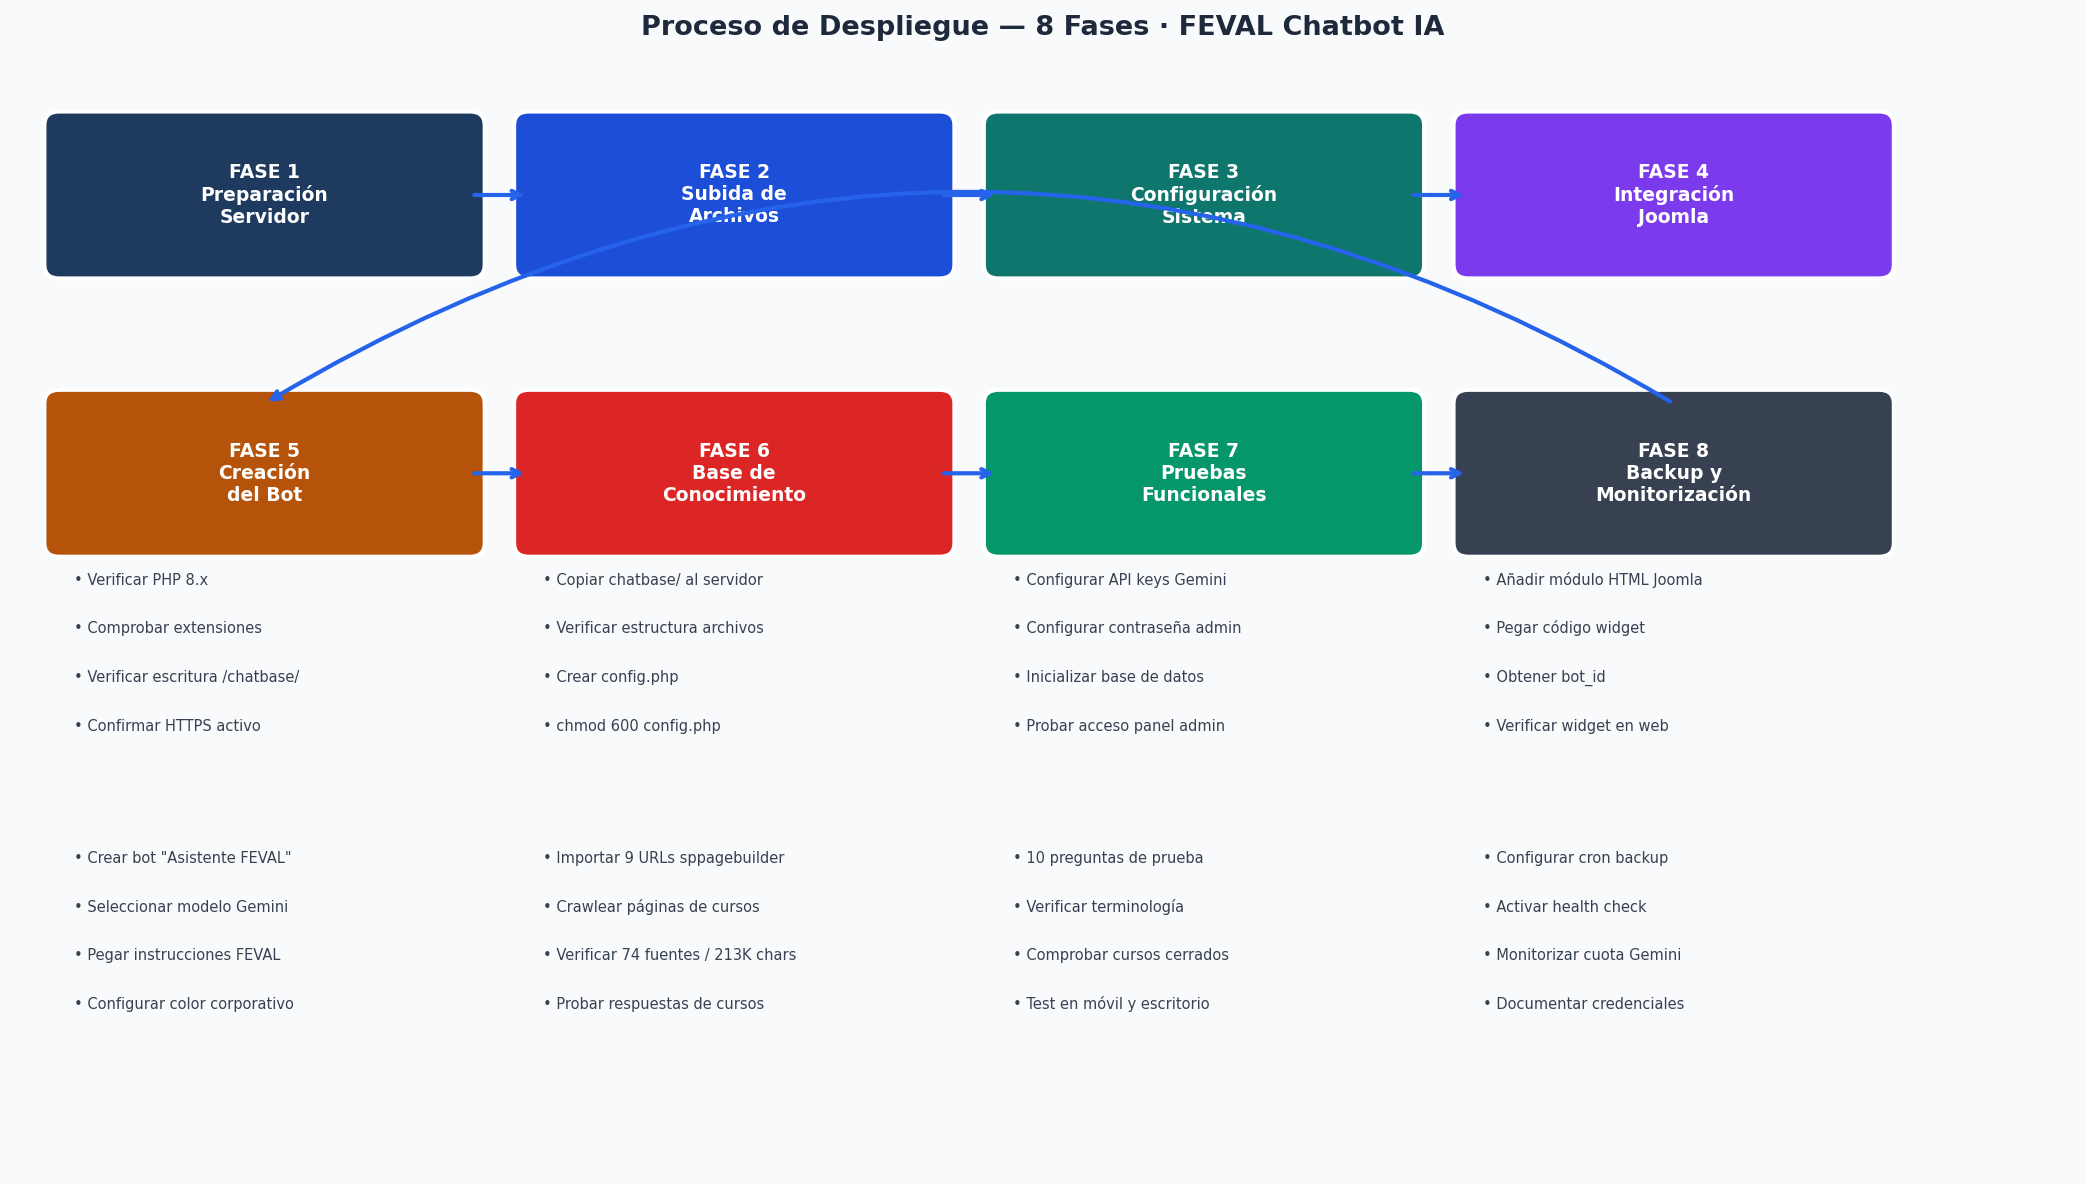 Proceso de Despliegue — 8 Fases · FEVAL Chatbot IA
FASE 1
Preparación
Servidor
FASE 2
Subida de
Archivos
FASE 3
Configuración
Sistema
FASE 4
Integración
Joomla
FASE 5
Creación
del Bot
FASE 6
Base de
Conocimiento
FASE 7
Pruebas
Funcionales
FASE 8
Backup y
Monitorización
• Verificar PHP 8.x
• Comprobar extensiones
• Verificar escritura /chatbase/
• Confirmar HTTPS activo
• Copiar chatbase/ al servidor
• Verificar estructura archivos
• Crear config.php
• chmod 600 config.php
• Configurar API keys Gemini
• Configurar contraseña admin
• Inicializar base de datos
• Probar acceso panel admin
• Añadir módulo HTML Joomla
• Pegar código widget
• Obtener bot_id
• Verificar widget en web
• Crear bot "Asistente FEVAL"
• Seleccionar modelo Gemini
• Pegar instrucciones FEVAL
• Configurar color corporativo
• Importar 9 URLs sppagebuilder
• Crawlear páginas de cursos
• Verificar 74 fuentes / 213K chars
• Probar respuestas de cursos
• 10 preguntas de prueba
• Verificar terminología
• Comprobar cursos cerrados
• Test en móvil y escritorio
• Configurar cron backup
• Activar health check
• Monitorizar cuota Gemini
• Documentar credenciales